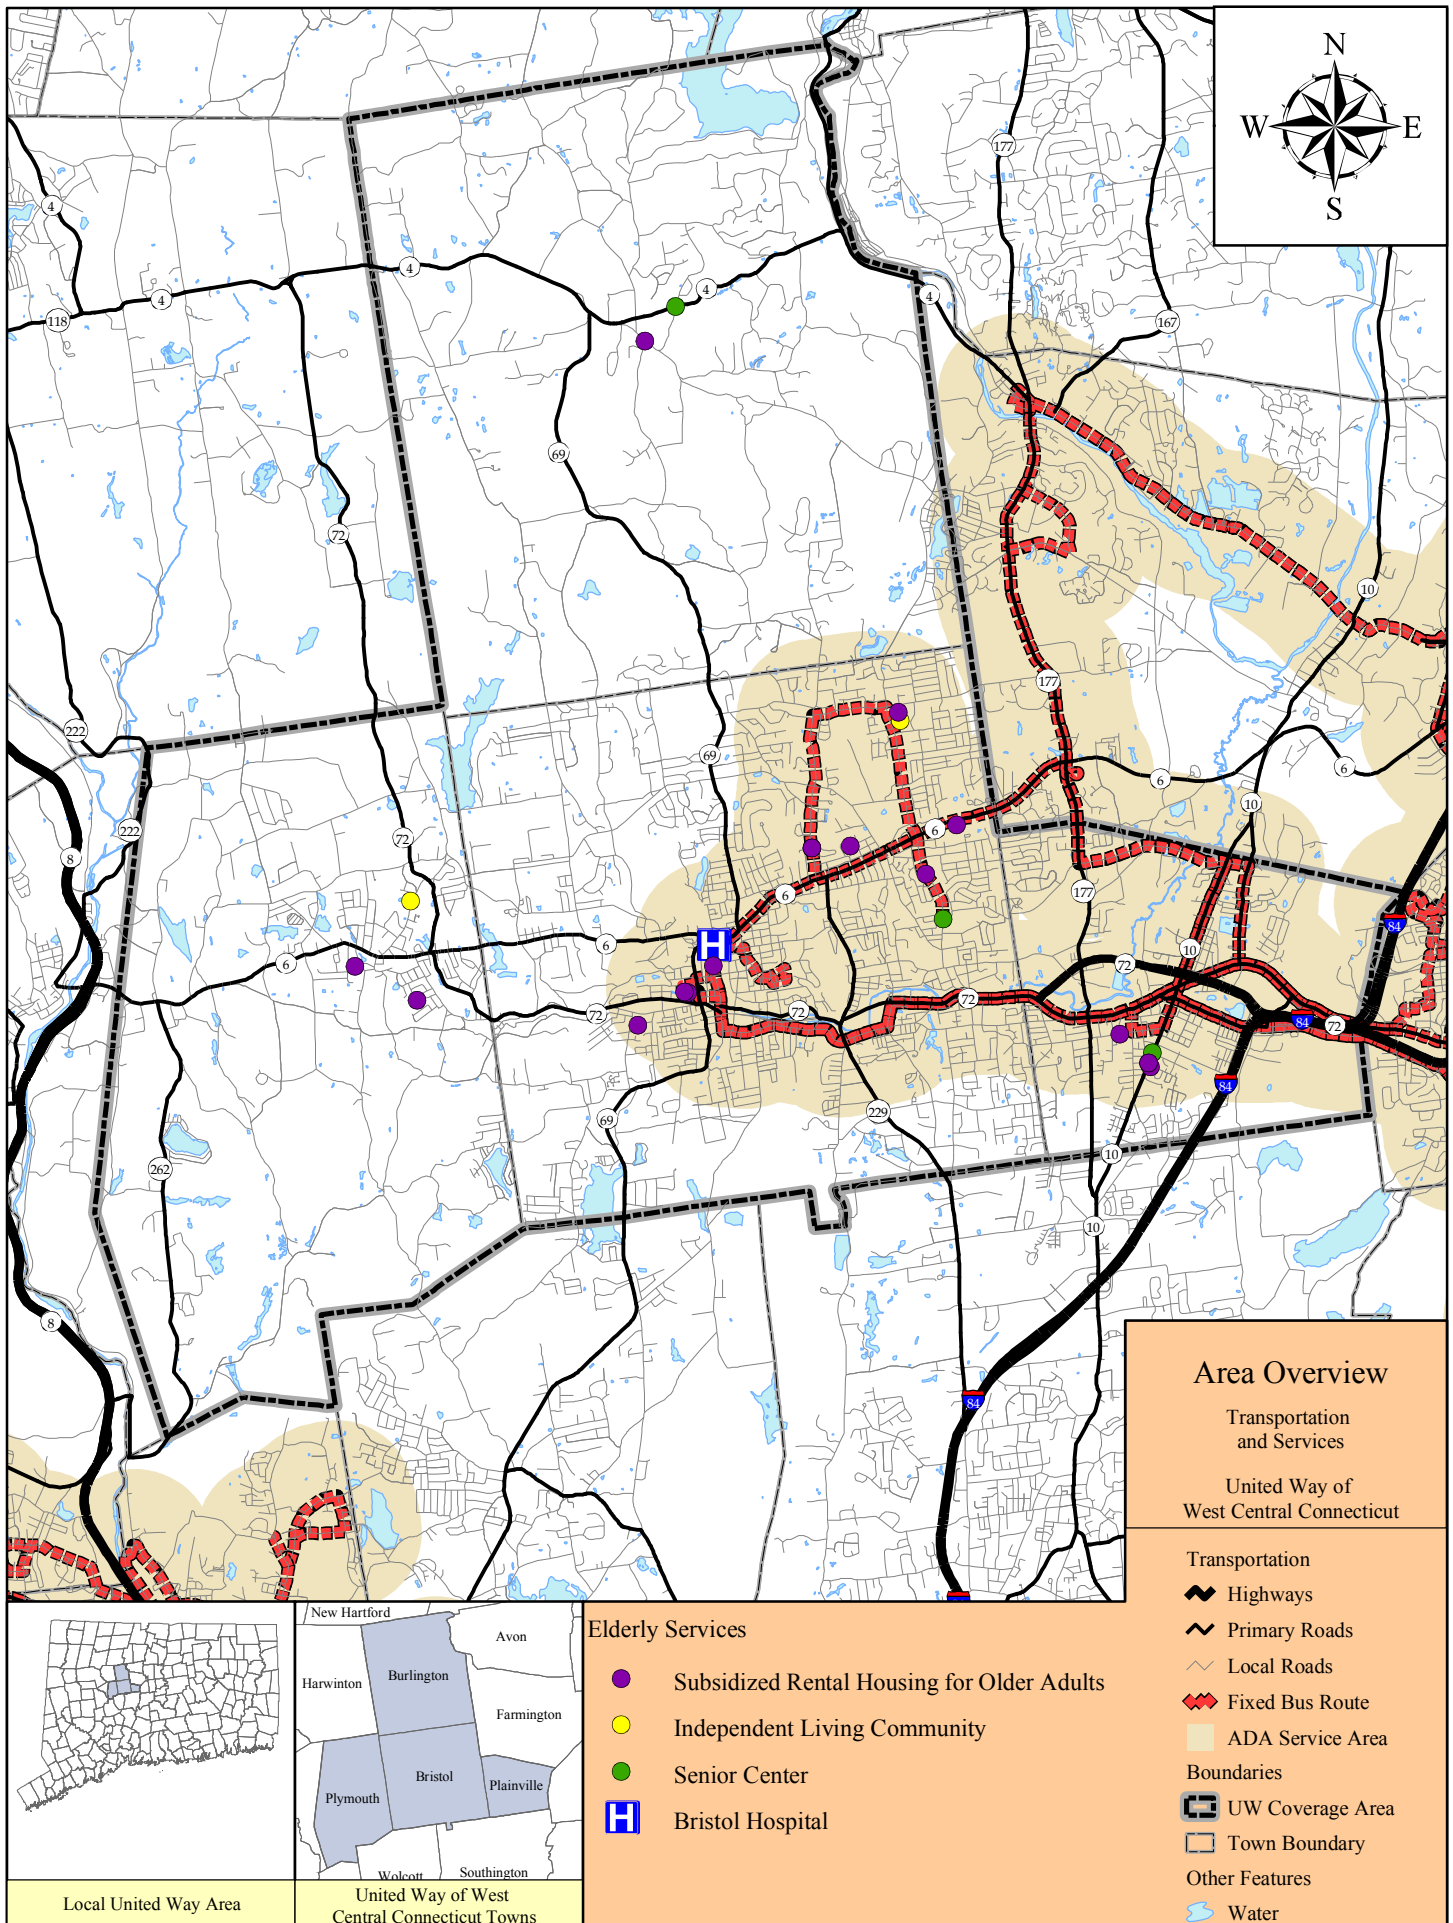 N
W
E
S
177
4
4
4
4
4
118
167
69
72
10
177
222
69
6
6
10
222
72
8
6
6
177
84
6
6
10
72
72
72
72
84
72
84
69
229
262
10
10
8
84
Area Overview
Transportation
and Services
United Way of
West Central Connecticut
Transportation
Highways
Primary Roads
Local Roads
Fixed Bus Route
ADA Service Area
Boundaries
UW Coverage Area
Town Boundary
Other Features
Water
Elderly Services
Subsidized Rental Housing for Older Adults
Independent Living Community
Senior Center
H
Bristol Hospital
H
New Hartford
Avon
Harwinton
Burlington
Farmington
Bristol
Plainville
Plymouth
Wolcott
Southington
Local United Way Area
United Way of West
Central Connecticut Towns